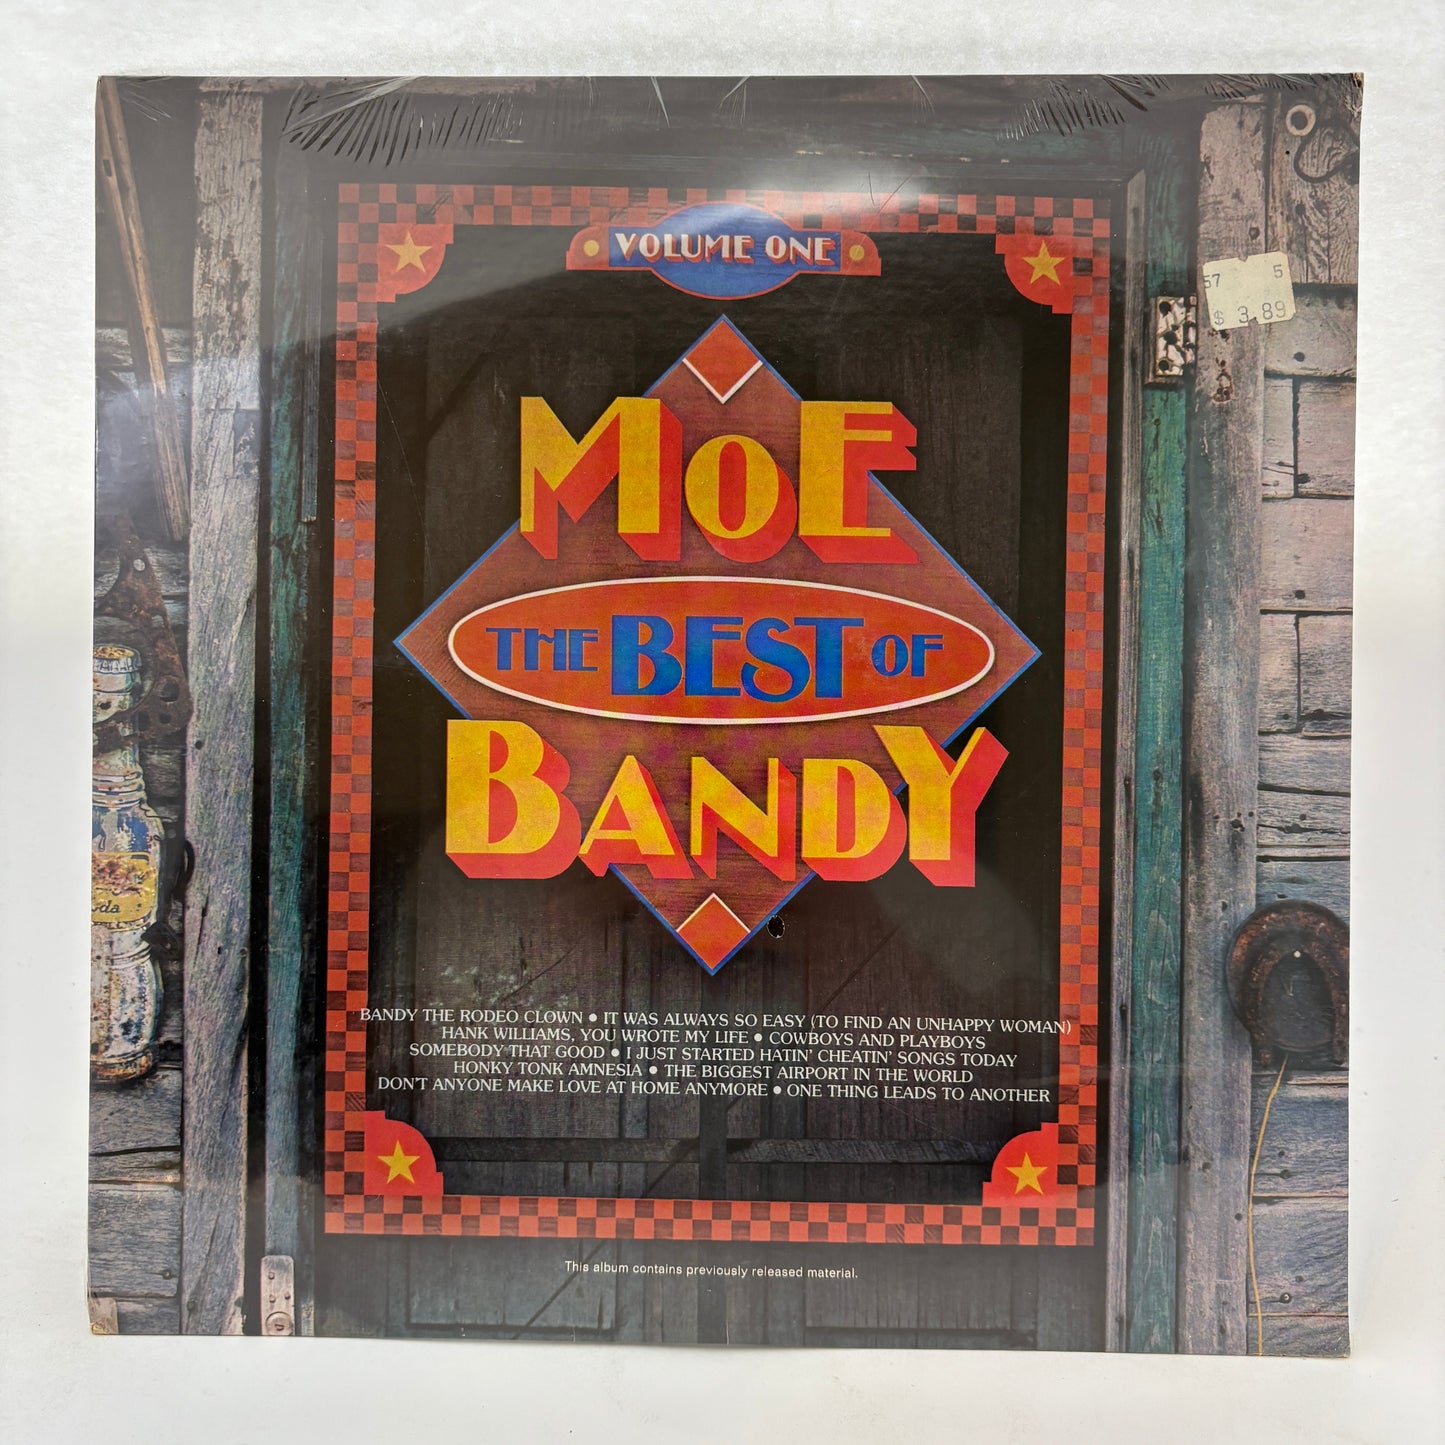 VOLUME ONE
57 5
$ 3.89
MOE
THE BEST OF
BANDY
BANDY THE RODEO CLOWN • IT WAS ALWAYS SO EASY (TO FIND AN UNHAPPY WOMAN)
HANK WILLIAMS, YOU WROTE MY LIFE • COWBOYS AND PLAYBOYS
SOMEBODY THAT GOOD • I JUST STARTED HATIN' CHEATIN' SONGS TODAY
HONKY TONK AMNESIA • THE BIGGEST AIRPORT IN THE WORLD
DON'T ANYONE MAKE LOVE AT HOME ANYMORE • ONE THING LEADS TO ANOTHER
This album contains previously released material.